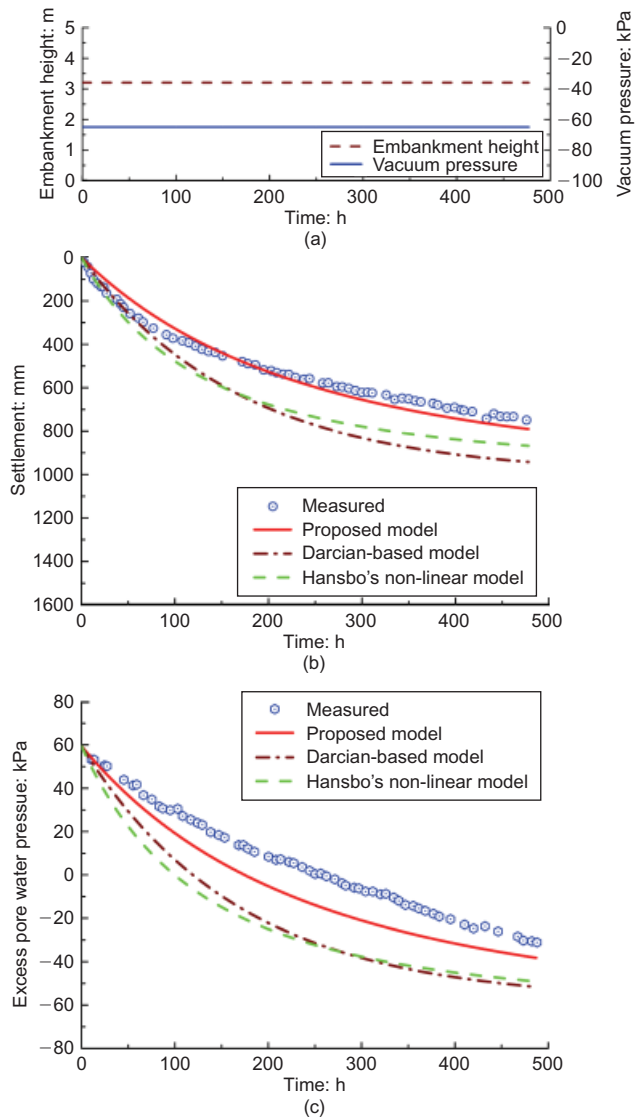 5
4
3
2
1
0
Embankment height: m
0
−20
−40
−60
−80
−100
Vacuum pressure: kPa
Embankment height
Vacuum pressure
0 100 200 300 400 500
Time: h
(a)
0
200
400
600
800
1000
1200
1400
1600
Settlement: mm
Measured
Proposed model
Darcian-based model
Hansbo's non-linear model
0 100 200 300 400 500
Time: h
(b)
80
60
40
20
0
−20
−40
−60
−80
Excess pore water pressue: kPa
Measured
Proposed model
Darcian-based model
Hansbo's non-linear model
0 100 200 300 400 500
Time: h
(c)